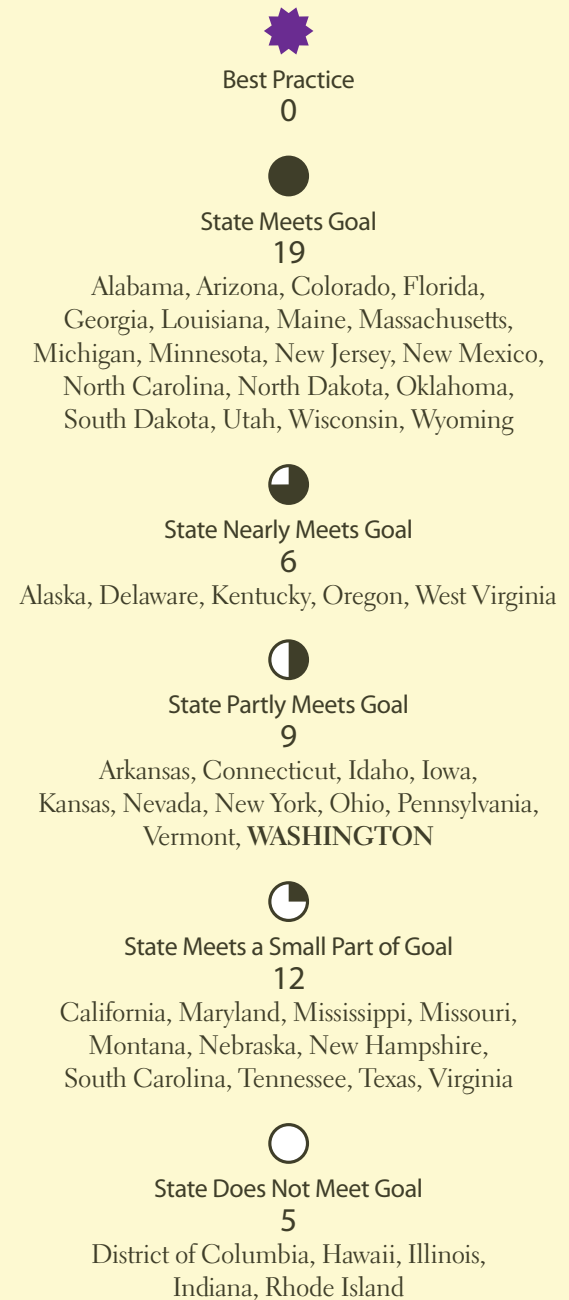 Best Practice
0
State Meets Goal
19
Alabama, Arizona, Colorado, Florida,
Georgia, Louisiana, Maine, Massachusetts,
Michigan, Minnesota, New Jersey, New Mexico,
North Carolina, North Dakota, Oklahoma,
South Dakota, Utah, Wisconsin, Wyoming
State Nearly Meets Goal
6
Alaska, Delaware, Kentucky, Oregon, West Virginia
State Partly Meets Goal
9
Arkansas, Connecticut, Idaho, Iowa,
Kansas, Nevada, New York, Ohio, Pennsylvania,
Vermont, WASHINGTON
State Meets a Small Part of Goal
12
California, Maryland, Mississippi, Missouri,
Montana, Nebraska, New Hampshire,
South Carolina, Tennessee, Texas, Virginia
State Does Not Meet Goal
5
District of Columbia, Hawaii, Illinois,
Indiana, Rhode Island